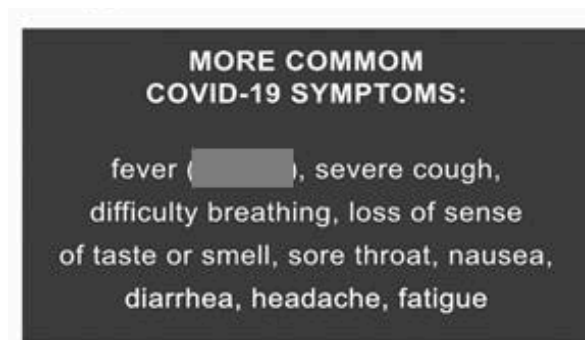 MORE COMMOM
COVID-19 SYMPTOMS:
fever ( ), severe cough,
difficulty breathing, loss of sense
of taste or smell, sore throat, nausea,
diarrhea, headache, fatigue